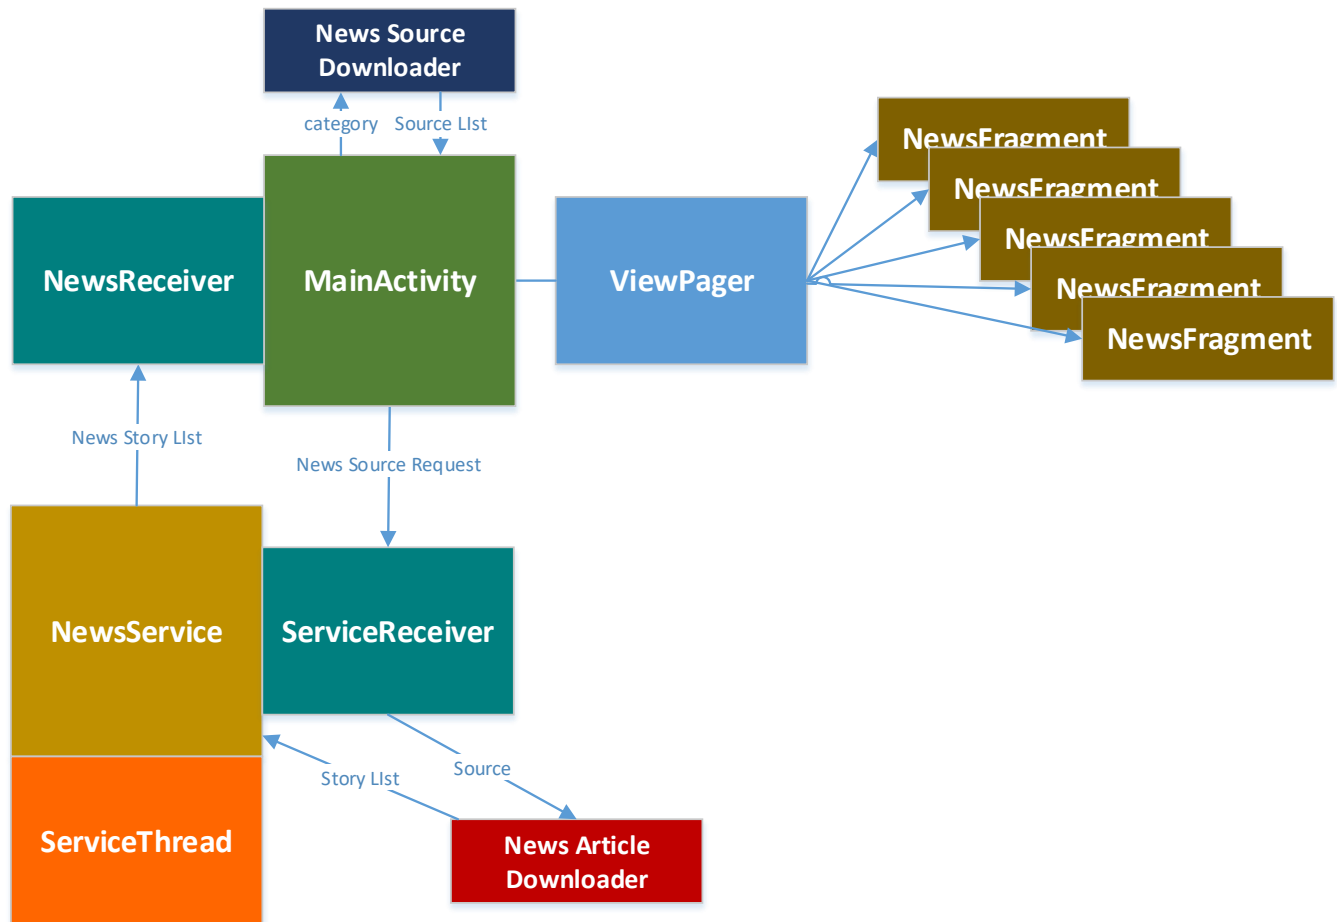 News Source
Downloader
category
Source LIst
NewsFragment
NewsFragment
NewsFragment
NewsFragment
NewsFragment
NewsReceiver
MainActivity
ViewPager
News Story LIst
News Source Request
NewsService
ServiceReceiver
Story LIst
Source
ServiceThread
News Article
Downloader